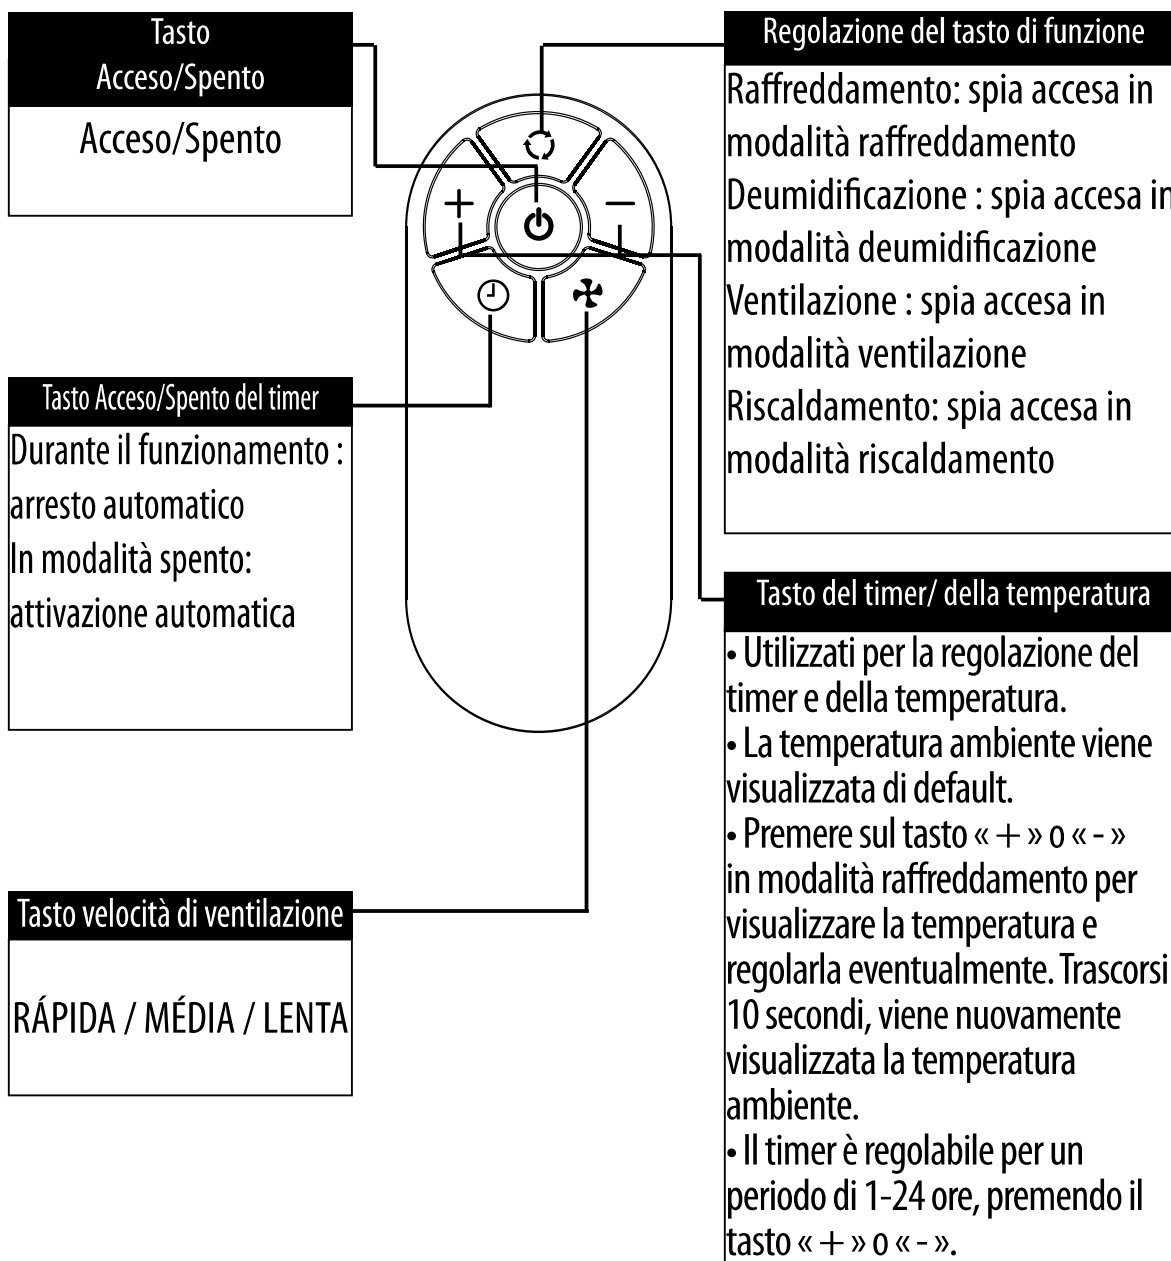 Tasto
Acceso/Spento
Acceso/Spento
Regolazione del tasto di funzione
Raffreddamento: spia accesa in
modalità raffreddamento
Deumidificazione : spia accesa in
modalità deumidificazione
Ventilazione : spia accesa in
modalità ventilazione
Riscaldamento: spia accesa in
modalità riscaldamento
+
−
Tasto Acceso/Spento del timer
Durante il funzionamento :
arresto automatico
In modalità spento:
attivazione automatica
Tasto del timer/ della temperatura
• Utilizzati per la regolazione del
timer e della temperatura.
• La temperatura ambiente viene
visualizzata di default.
• Premere sul tasto « + » o « - »
in modalità raffreddamento per
visualizzare la temperatura e
regolarla eventualmente. Trascorsi
10 secondi, viene nuovamente
visualizzata la temperatura
ambiente.
• Il timer è regolabile per un
periodo di 1-24 ore, premendo il
tasto « + » o « - ».
Tasto velocità di ventilazione
RÁPIDA / MÉDIA / LENTA